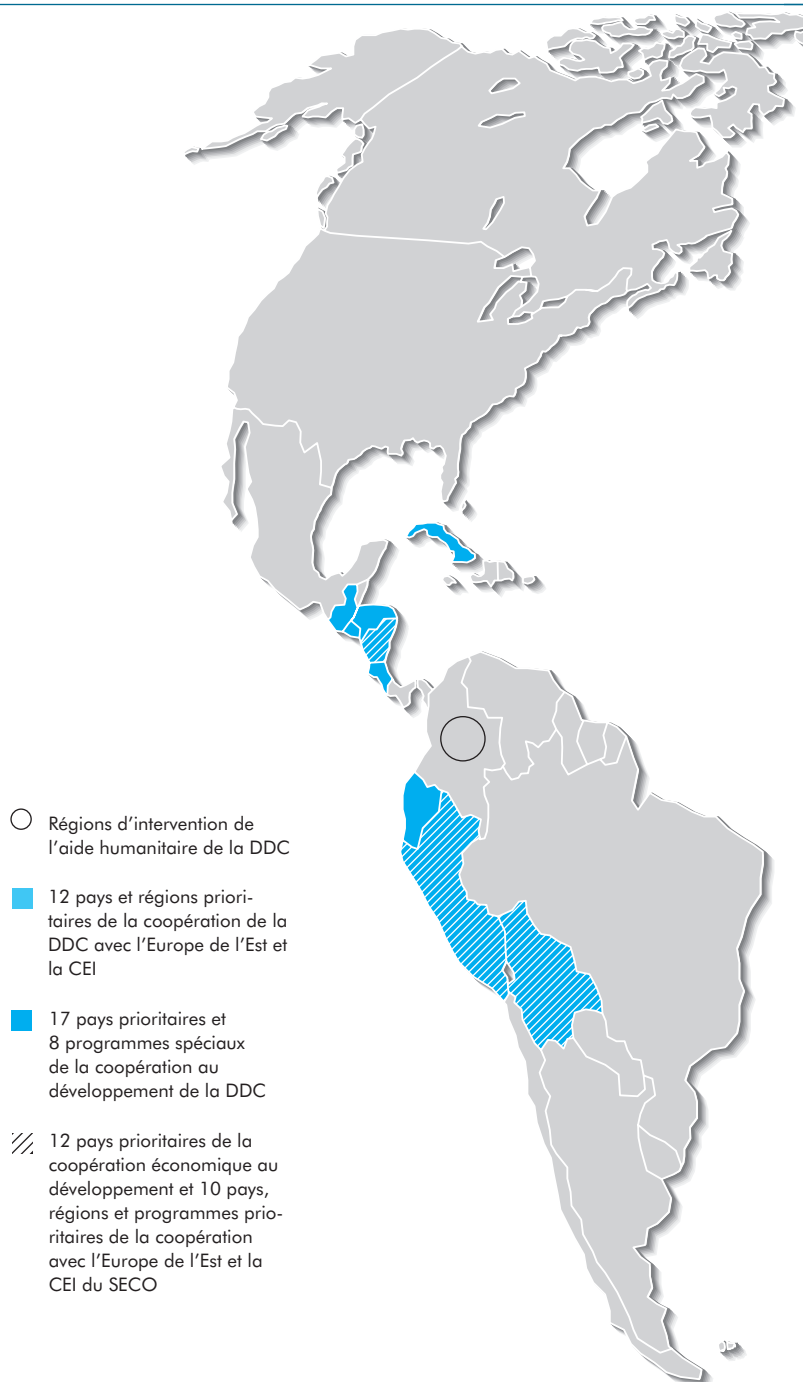 Régions d’intervention de
l’aide humanitaire de la DDC
12 pays et régions priori-
taires de la coopération de la
DDC avec l’Europe de l’Est et
la CEI
17 pays prioritaires et
8 programmes spéciaux
de la coopération au
développement de la DDC
12 pays prioritaires de la
coopération économique au
développement et 10 pays,
régions et programmes prio-
ritaires de la coopération
avec l’Europe de l’Est et la
CEI du SECO